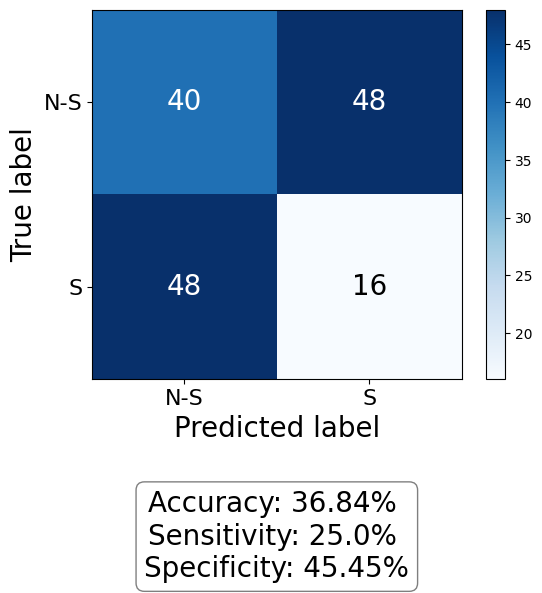 45
N-S
40
48
40
35
True label
30
25
S
48
16
20
N-S
S
Predicted label
Accuracy: 36.84%
Sensitivity: 25.0%
Specificity: 45.45%